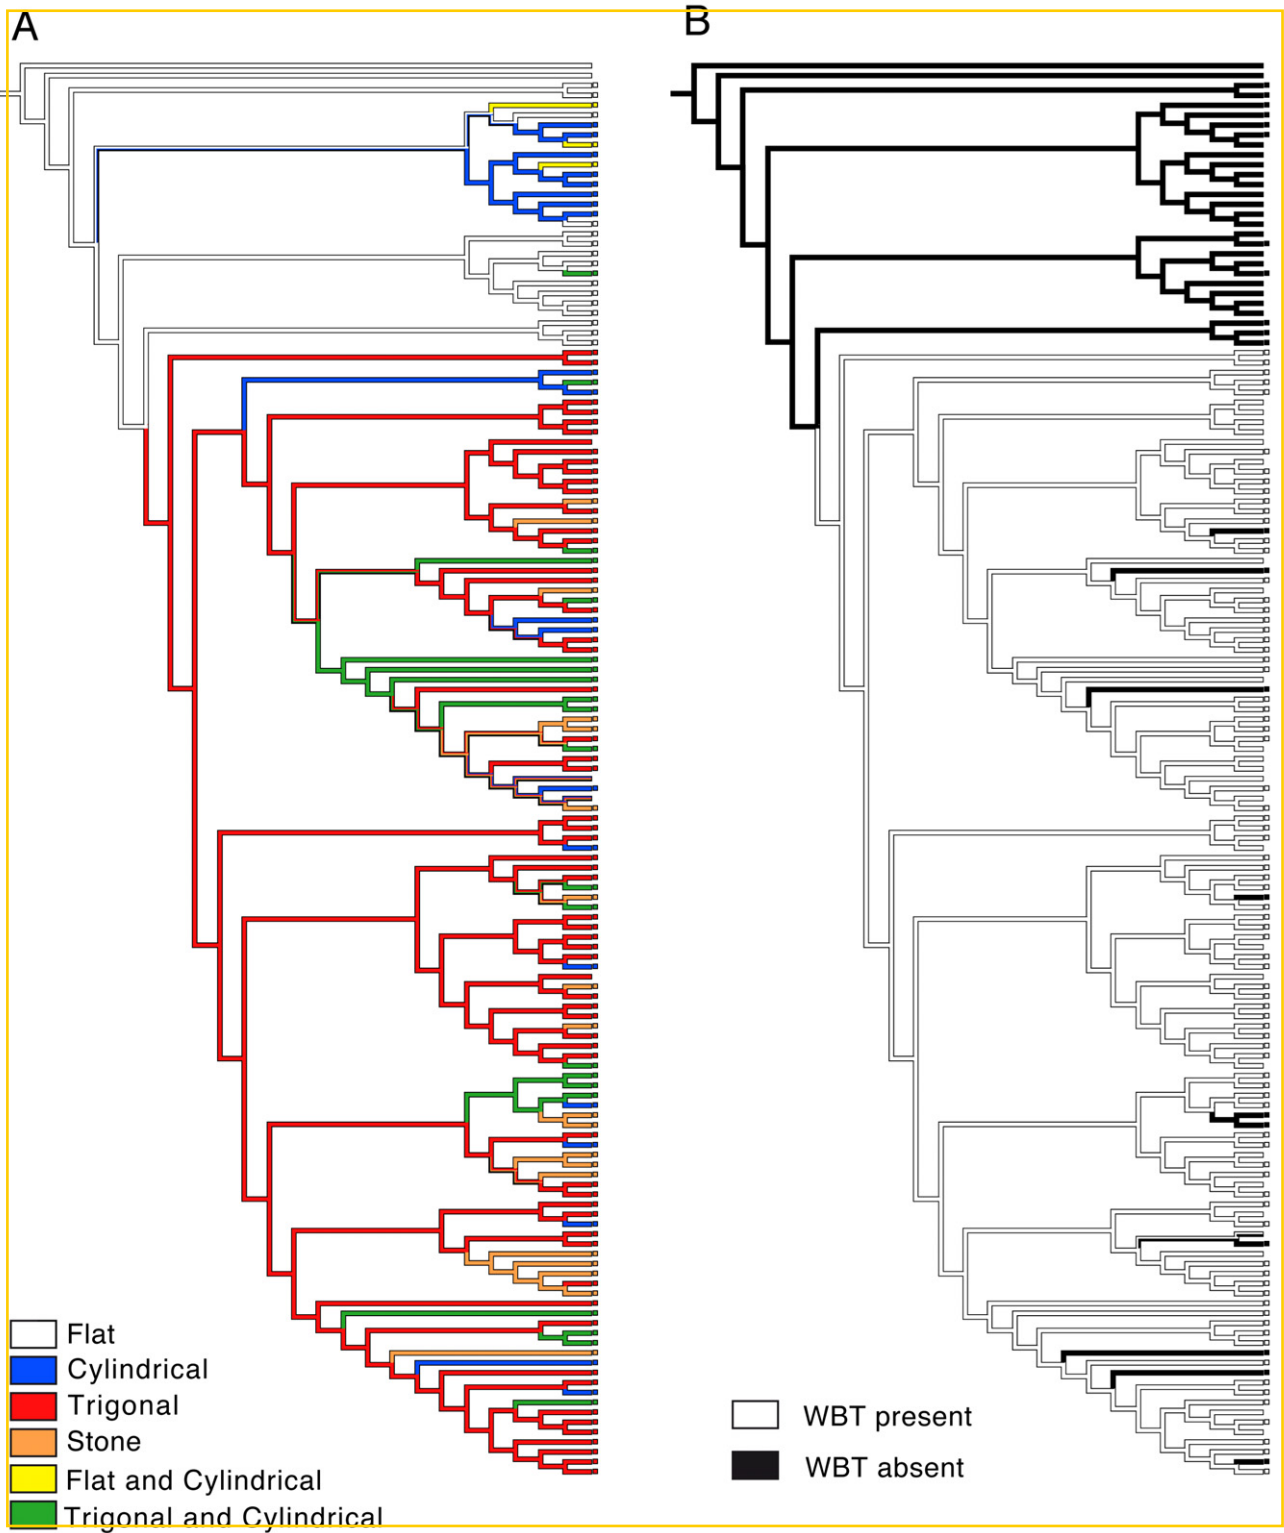 A
B
Flat
Cylindrical
Trigonal
Stone
Flat and Cylindrical
Trigonal and Cylindrical
WBT present
WBT absent